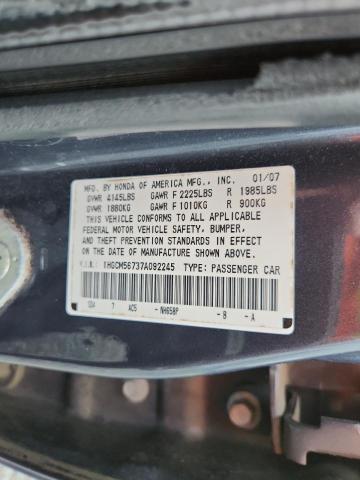 MFD. BY HONDA OF AMERICA MFG., INC. 01/07
GVWR 4145LBS GAWR F 2225LBS R 1985LBS
GVWR 1880KG GAWR F 1010KG R 900KG
THIS VEHICLE CONFORMS TO ALL APPLICABLE
FEDERAL MOTOR VEHICLE SAFETY, BUMPER,
AND THEFT PREVENTION STANDARDS IN EFFECT
ON THE DATE OF MANUFACTURE SHOWN ABOVE.
V.I.N.: 1HGCM56737A092245 TYPE: PASSENGER CAR
SDA 7 AC5 - NH658P - B - A